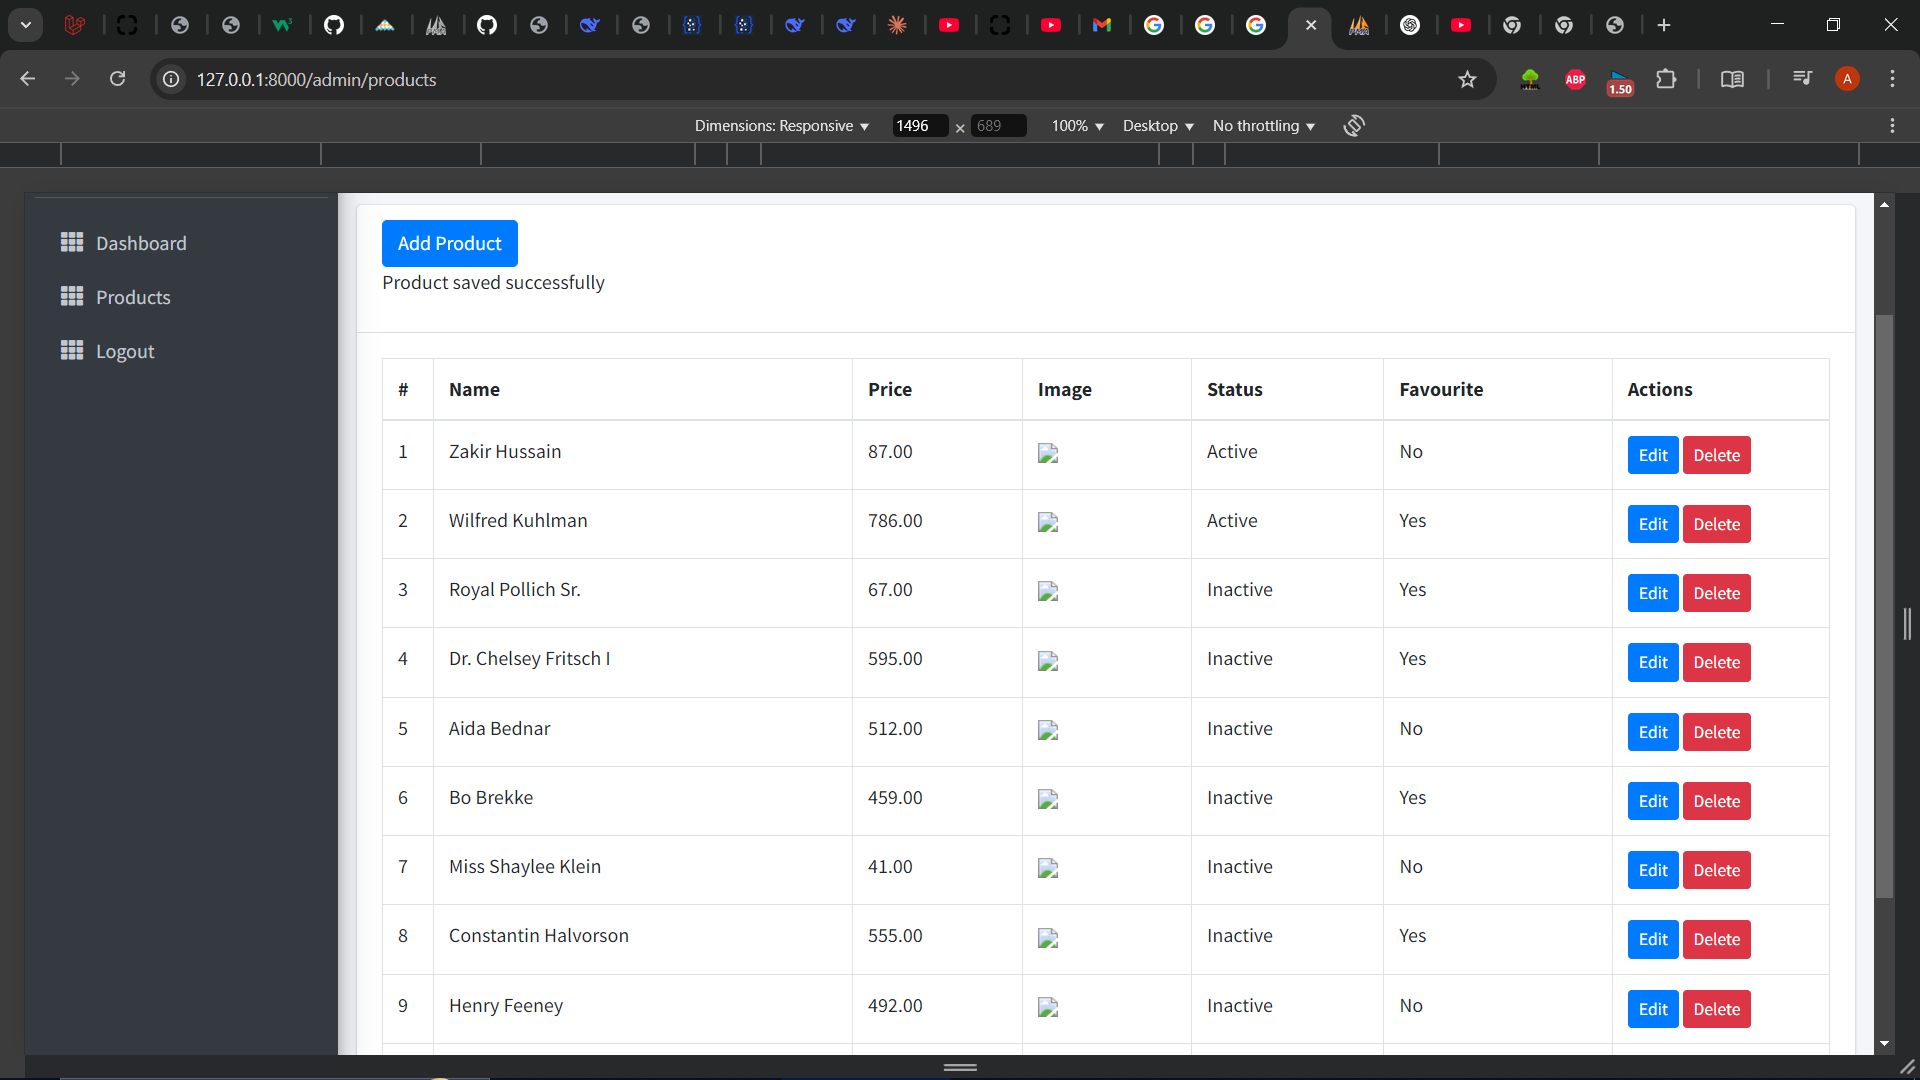 ABP
1.50
A
127.0.0.1:8000/admin/products
Dimensions: Responsive 1496 × 689 100% Desktop No throttling
Dashboard
Products
Logout
Add Product
Product saved successfully
# Name Price Image Status Favourite Actions
1 Zakir Hussain 87.00 Active No Edit Delete
2 Wilfred Kuhlman 786.00 Active Yes Edit Delete
3 Royal Pollich Sr. 67.00 Inactive Yes Edit Delete
4 Dr. Chelsey Fritsch I 595.00 Inactive Yes Edit Delete
5 Aida Bednar 512.00 Inactive No Edit Delete
6 Bo Brekke 459.00 Inactive Yes Edit Delete
7 Miss Shaylee Klein 41.00 Inactive No Edit Delete
8 Constantin Halvorson 555.00 Inactive Yes Edit Delete
9 Henry Feeney 492.00 Inactive No Edit Delete